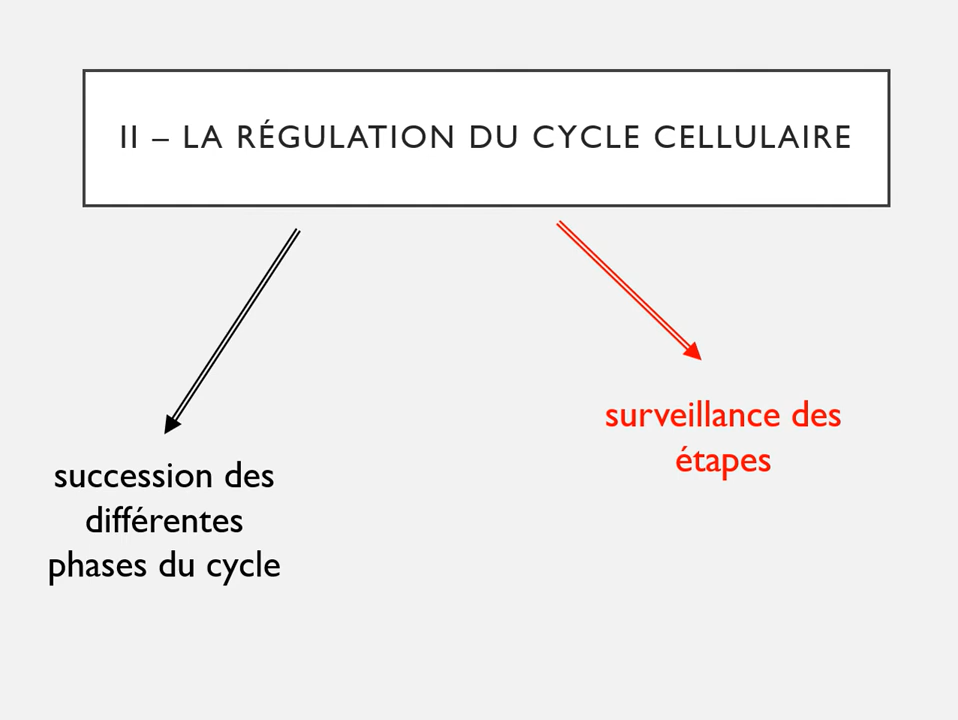 II – LA RÉGULATION DU CYCLE CELLULAIRE
succession des
différentes
phases du cycle
surveillance des
étapes